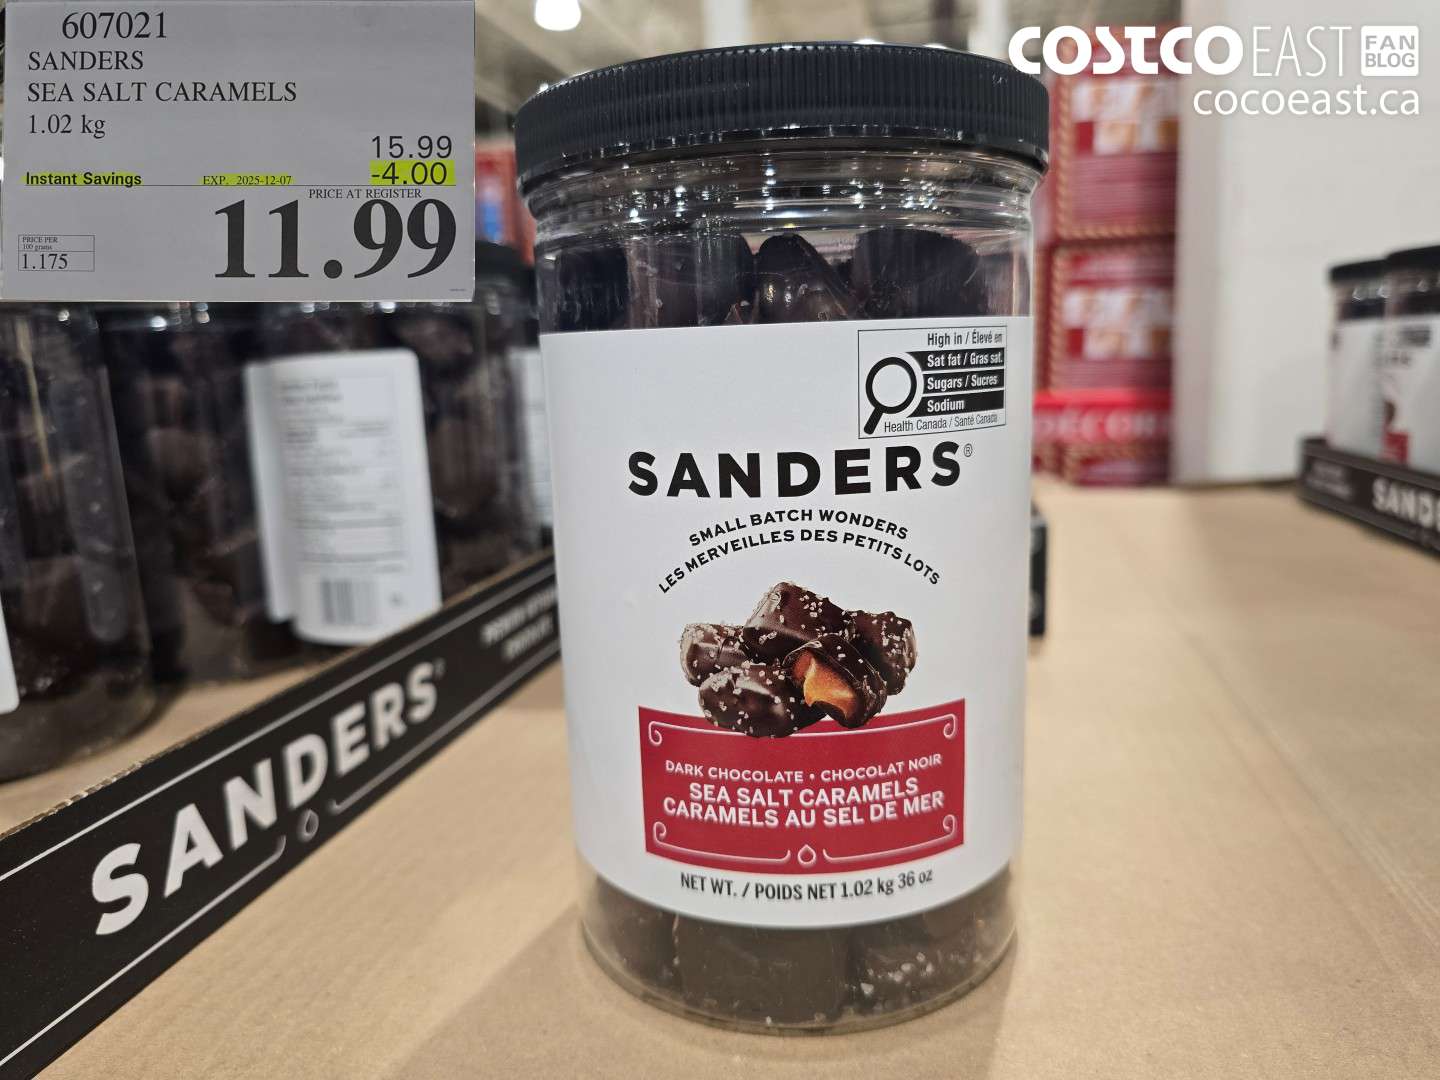 607021
SANDERS
SEA SALT CARAMELS
1.02 kg
15.99
Instant Savings EXP. 2025-12-07 -4.00
PRICE AT REGISTER
11.99
PRICE PER
100 grams
1.175
COSTCO EAST FAN BLOG
cocoeast.ca
High in / Élevé en
Sat fat / Gras sat.
Sugars / Sucres
Sodium
Health Canada / Santé Canada
SANDERS®
SMALL BATCH WONDERS
LES MERVEILLES DES PETITS LOTS
DARK CHOCOLATE • CHOCOLAT NOIR
SEA SALT CARAMELS
CARAMELS AU SEL DE MER
NET WT. / POIDS NET 1.02 kg 36 oz
SANDERS